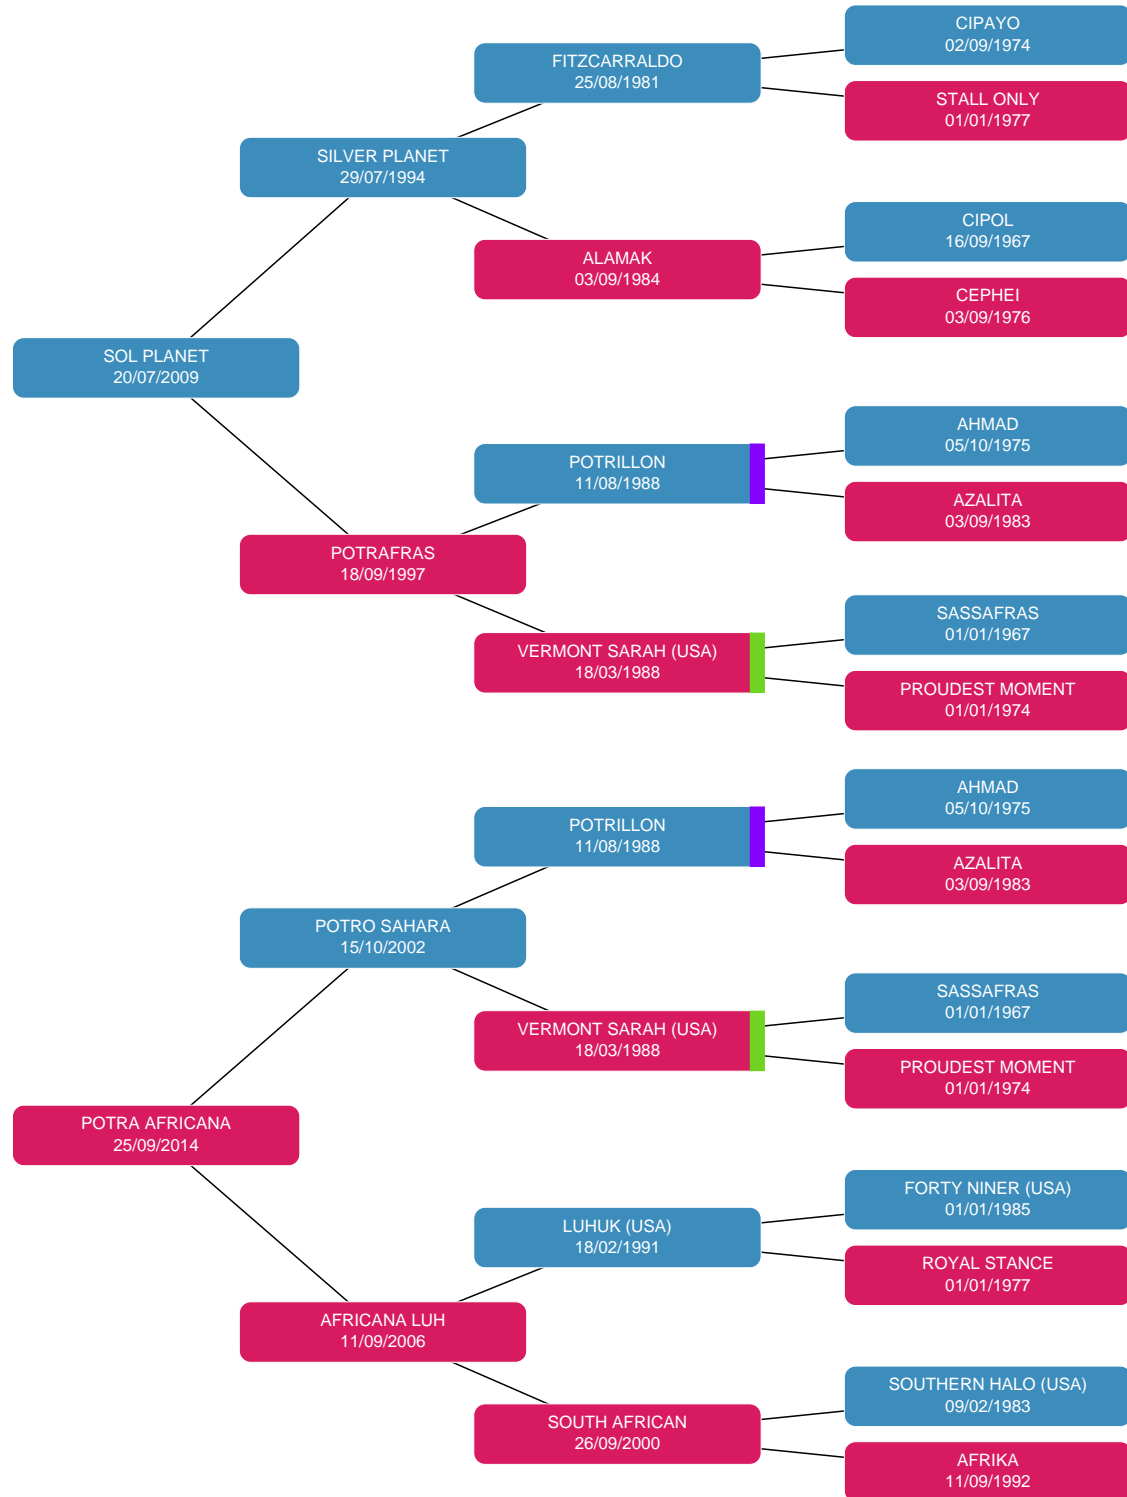 CIPAYO
02/09/1974
FITZCARRALDO
25/08/1981
STALL ONLY
01/01/1977
SILVER PLANET
29/07/1994
CIPOL
16/09/1967
ALAMAK
03/09/1984
CEPHEI
03/09/1976
SOL PLANET
20/07/2009
AHMAD
05/10/1975
POTRILLON
11/08/1988
AZALITA
03/09/1983
POTRAFRAS
18/09/1997
SASSAFRAS
01/01/1967
VERMONT SARAH (USA)
18/03/1988
PROUDEST MOMENT
01/01/1974
AHMAD
05/10/1975
POTRILLON
11/08/1988
AZALITA
03/09/1983
POTRO SAHARA
15/10/2002
SASSAFRAS
01/01/1967
VERMONT SARAH (USA)
18/03/1988
PROUDEST MOMENT
01/01/1974
POTRA AFRICANA
25/09/2014
FORTY NINER (USA)
01/01/1985
LUHUK (USA)
18/02/1991
ROYAL STANCE
01/01/1977
AFRICANA LUH
11/09/2006
SOUTHERN HALO (USA)
09/02/1983
SOUTH AFRICAN
26/09/2000
AFRIKA
11/09/1992